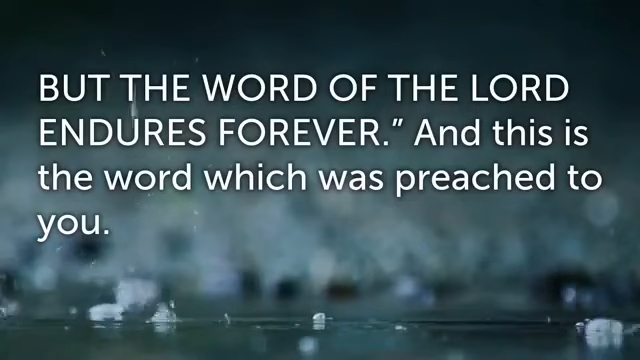 BUT THE WORD OF THE LORD
ENDURES FOREVER.” And this is
the word which was preached to
you.